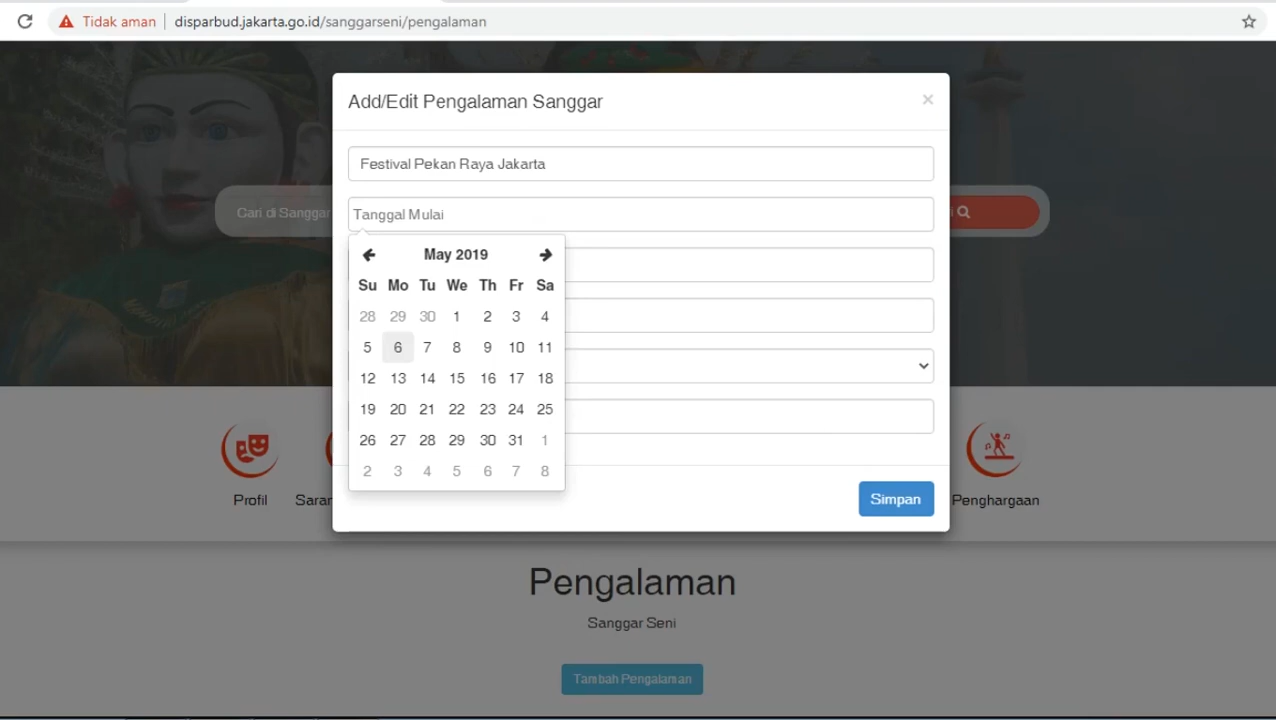 Tidak aman
disparbud.jakarta.go.id/sanggarseni/pengalaman
Add/Edit Pengalaman Sanggar
×
Festival Pekan Raya Jakarta
Cari di Sanggar
Tanggal Mulai
May 2019
Su Mo Tu We Th Fr Sa
28 29 30 1 2 3 4
5 6 7 8 9 10 11
12 13 14 15 16 17 18
19 20 21 22 23 24 25
26 27 28 29 30 31 1
2 3 4 5 6 7 8
Simpan
Profil
Penghargaan
Pengalaman
Sanggar Seni
Tambah Pengalaman